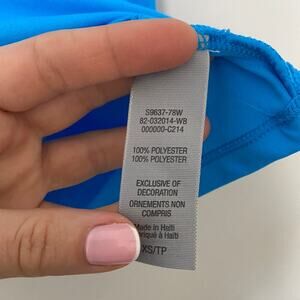 S9637-78W
82-032014-WB
000000-C214
100% POLYESTER
100% POLYESTER
EXCLUSIVE OF
DECORATION
ORNEMENTS NON
COMPRIS
Made in Haiti
riqué à Haïti
XS/TP